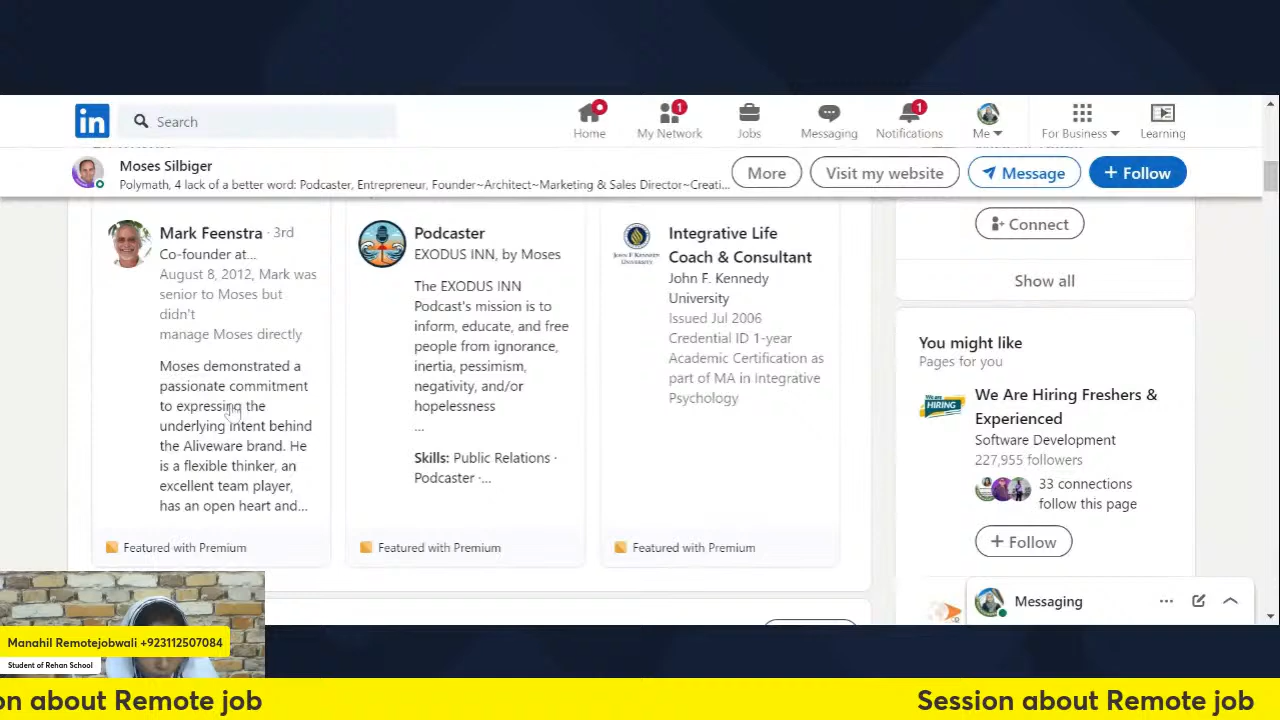 in
Search
Home
1
My Network
Jobs
Messaging
1
Notifications
Me
For Business
Learning
Moses Silbiger
Polymath, 4 lack of a better word: Podcaster, Entrepreneur, Founder~Architect~Marketing & Sales Director~Creati...
More
Visit my website
Message
+ Follow
Mark Feenstra · 3rd
Co-founder at...
August 8, 2012, Mark was
senior to Moses but
didn't
manage Moses directly
Moses demonstrated a
passionate commitment
to expressing the
underlying intent behind
the Aliveware brand. He
is a flexible thinker, an
excellent team player,
has an open heart and...
Featured with Premium
Podcaster
EXODUS INN, by Moses
The EXODUS INN
Podcast's mission is to
inform, educate, and free
people from ignorance,
inertia, pessimism,
negativity, and/or
hopelessness
...
Skills: Public Relations ·
Podcaster ·...
Featured with Premium
JOHN F KENNEDY
UNIVERSITY
Integrative Life
Coach & Consultant
John F. Kennedy
University
Issued Jul 2006
Credential ID 1-year
Academic Certification as
part of MA in Integrative
Psychology
Featured with Premium
Connect
Show all
You might like
Pages for you
We are
HIRING
We Are Hiring Freshers &
Experienced
Software Development
227,955 followers
33 connections
follow this page
+ Follow
Messaging
Manahil Remotejobwali +923112507084
Student of Rehan School
on about Remote job
Session about Remote job